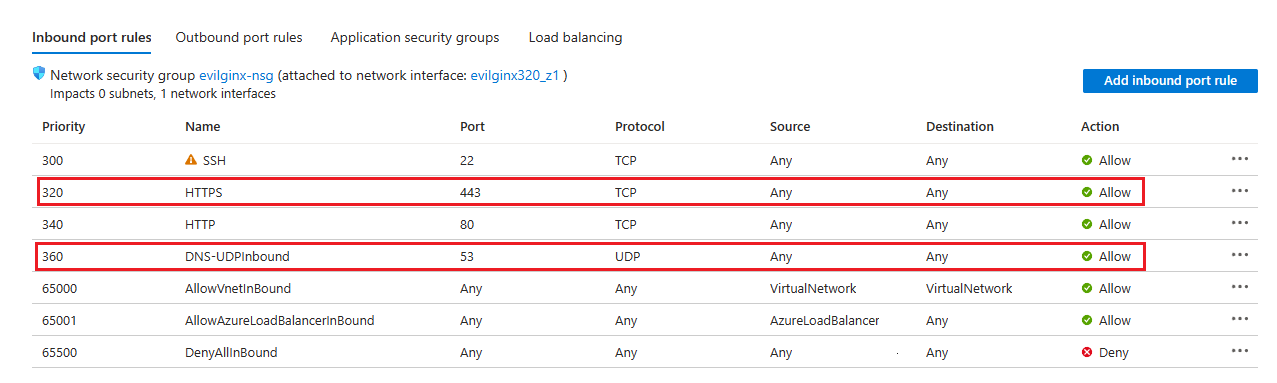 Inbound port rules Outbound port rules Application security groups Load balancing
Network security group evilginx-nsg (attached to network interface: evilginx320_z1 )
Impacts 0 subnets, 1 network interfaces
Add inbound port rule
Priority Name Port Protocol Source Destination Action
300 SSH 22 TCP Any Any Allow
320 HTTPS 443 TCP Any Any Allow
340 HTTP 80 TCP Any Any Allow
360 DNS-UDPInbound 53 UDP Any Any Allow
65000 AllowVnetInBound Any Any VirtualNetwork VirtualNetwork Allow
65001 AllowAzureLoadBalancerInBound Any Any AzureLoadBalancer Any Allow
65500 DenyAllInBound Any Any Any Any Deny